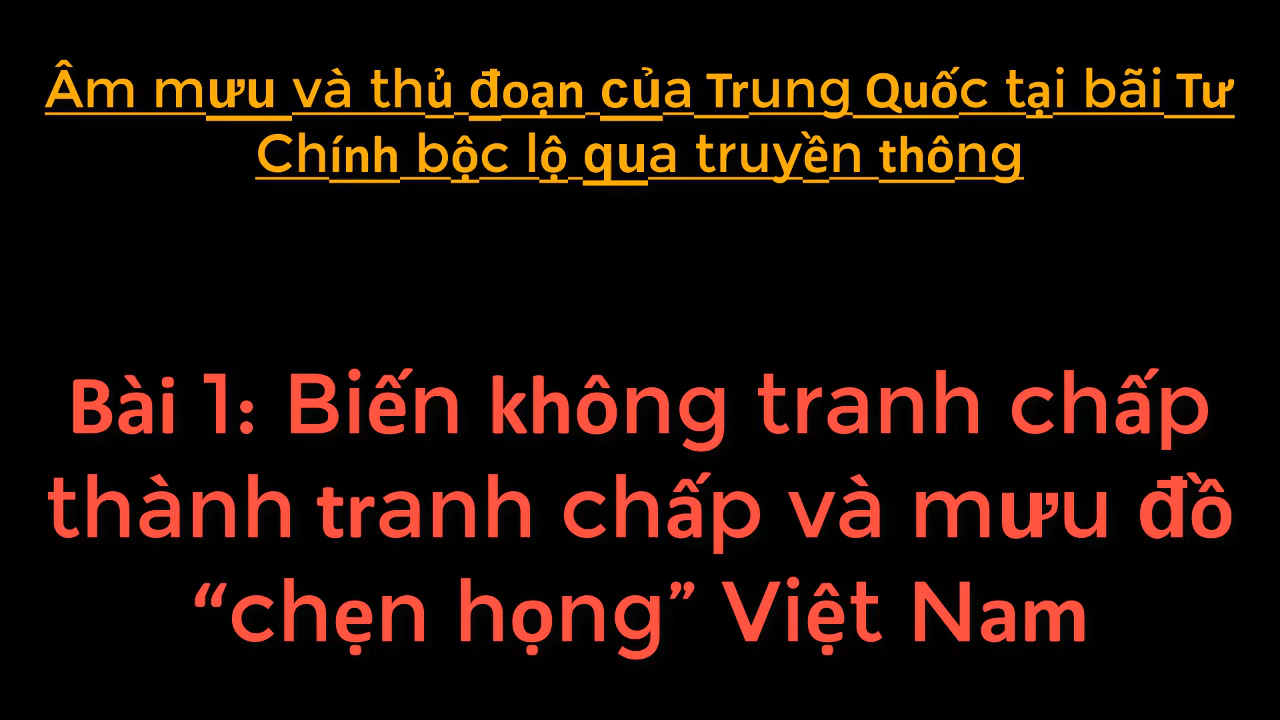 Âm mưu và thủ đoạn của Trung Quốc tại bãi Tư
Chính bộc lộ qua truyền thông
Bài 1: Biến không tranh chấp
thành tranh chấp và mưu đồ
“chẹn họng” Việt Nam